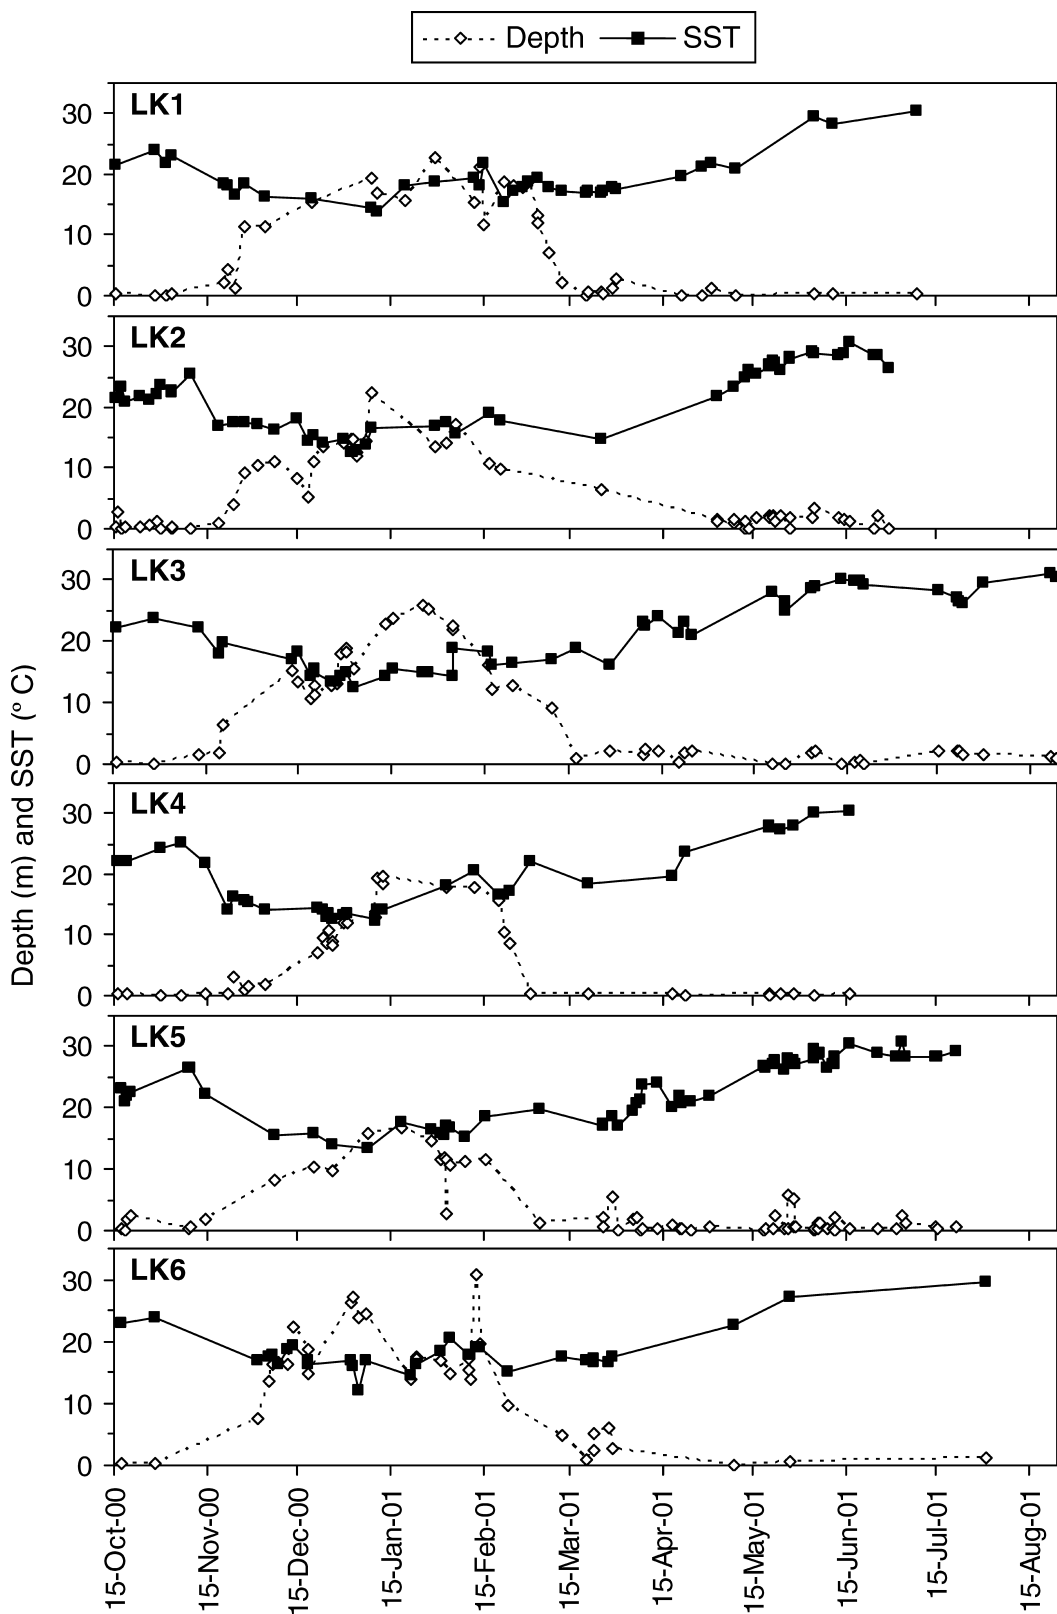 Depth SST
LK1
30
20
10
0
LK2
30
20
10
0
LK3
30
20
10
0
LK4
30
20
10
0
LK5
30
20
10
0
LK6
30
20
10
0
Depth (m) and SST (º C)
15-Oct-00
15-Nov-00
15-Dec-00
15-Jan-01
15-Feb-01
15-Mar-01
15-Apr-01
15-May-01
15-Jun-01
15-Jul-01
15-Aug-01